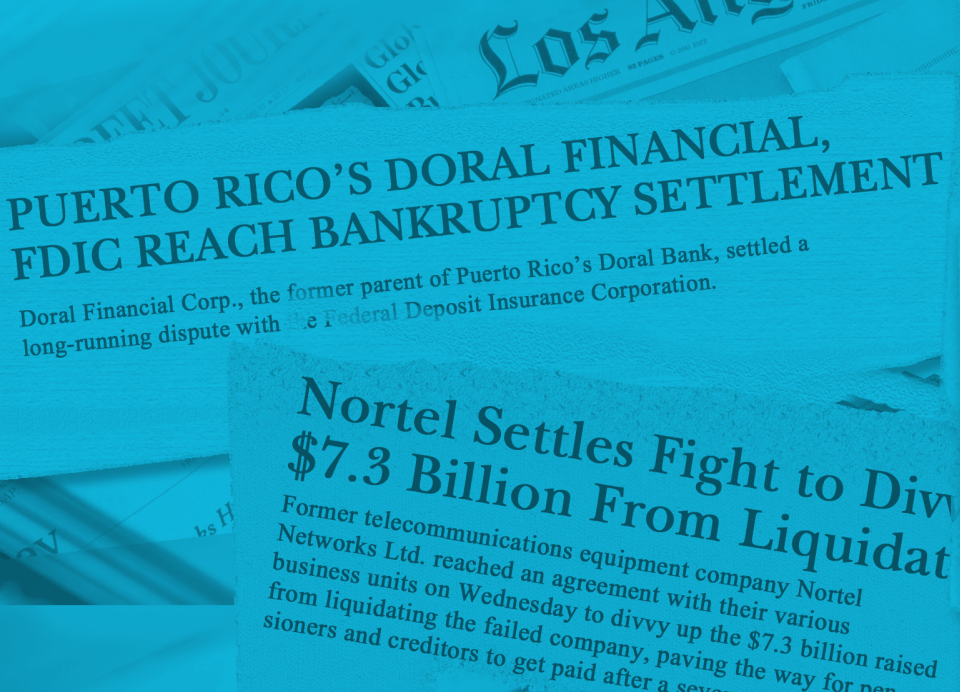 Los
PUERTO RICO’S DORAL FINANCIAL,
FDIC REACH BANKRUPTCY SETTLEMENT
Doral Financial Corp., the former parent of Puerto Rico’s Doral Bank, settled a
long-running dispute with Federal Deposit Insurance Corporation.
Nortel Settles Fight to Divv
$7.3 Billion From Liquidat
Former telecommunications equipment company Nortel
Networks Ltd. reached an agreement with their various
business units on Wednesday to divvy up the $7.3 billion raised
from liquidating the failed company, paving the way for pen
sioners and creditors to get paid after a seve